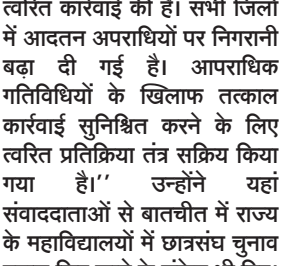 त्वरित कार्रवाई की है। सभी जिलों
में आदतन अपराधियों पर निगरानी
बढ़ा दी गई है। आपराधिक
गतिविधियों के खिलाफ तत्काल
कार्रवाई सुनिश्चित करने के लिए
त्वरित प्रतिक्रिया तंत्र सक्रिय किया
गया है।'' उन्होंने यहां
संवाददाताओं से बातचीत में राज्य
के महाविद्यालयों में छात्रसंघ चुनाव